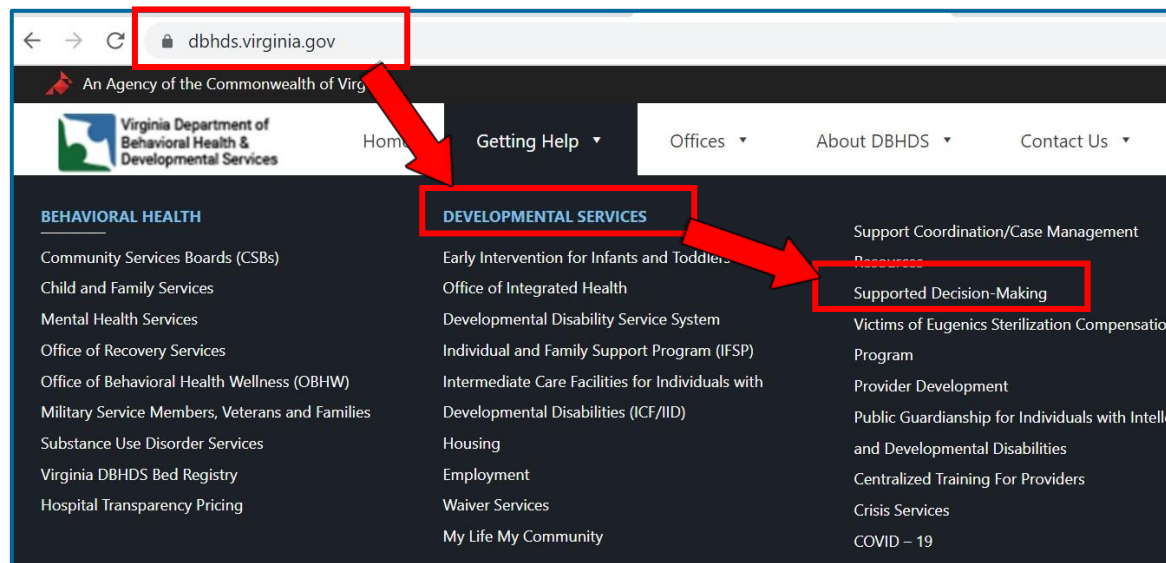 dbhds.virginia.gov
An Agency of the Commonwealth of
Virginia Department of
Behavioral Health &
Developmental Services
Home
Getting Help
Offices
About DBHDS
Contact Us
BEHAVIORAL HEALTH
Community Services Boards (CSBs)
Child and Family Services
Mental Health Services
Office of Recovery Services
Office of Behavioral Health Wellness (OBHW)
Military Service Members, Veterans and Families
Substance Use Disorder Services
Virginia DBHDS Bed Registry
Hospital Transparency Pricing
DEVELOPMENTAL SERVICES
Early Intervention for Infants and Toddlers
Office of Integrated Health
Developmental Disability Service System
Individual and Family Support Program (IFSP)
Intermediate Care Facilities for Individuals with
Developmental Disabilities (ICF/IID)
Housing
Employment
Waiver Services
My Life My Community
Support Coordination/Case Management
Resources
Supported Decision-Making
Victims of Eugenics Sterilization Compensatio
Program
Provider Development
Public Guardianship for Individuals with Intell
and Developmental Disabilities
Centralized Training For Providers
Crisis Services
COVID – 19